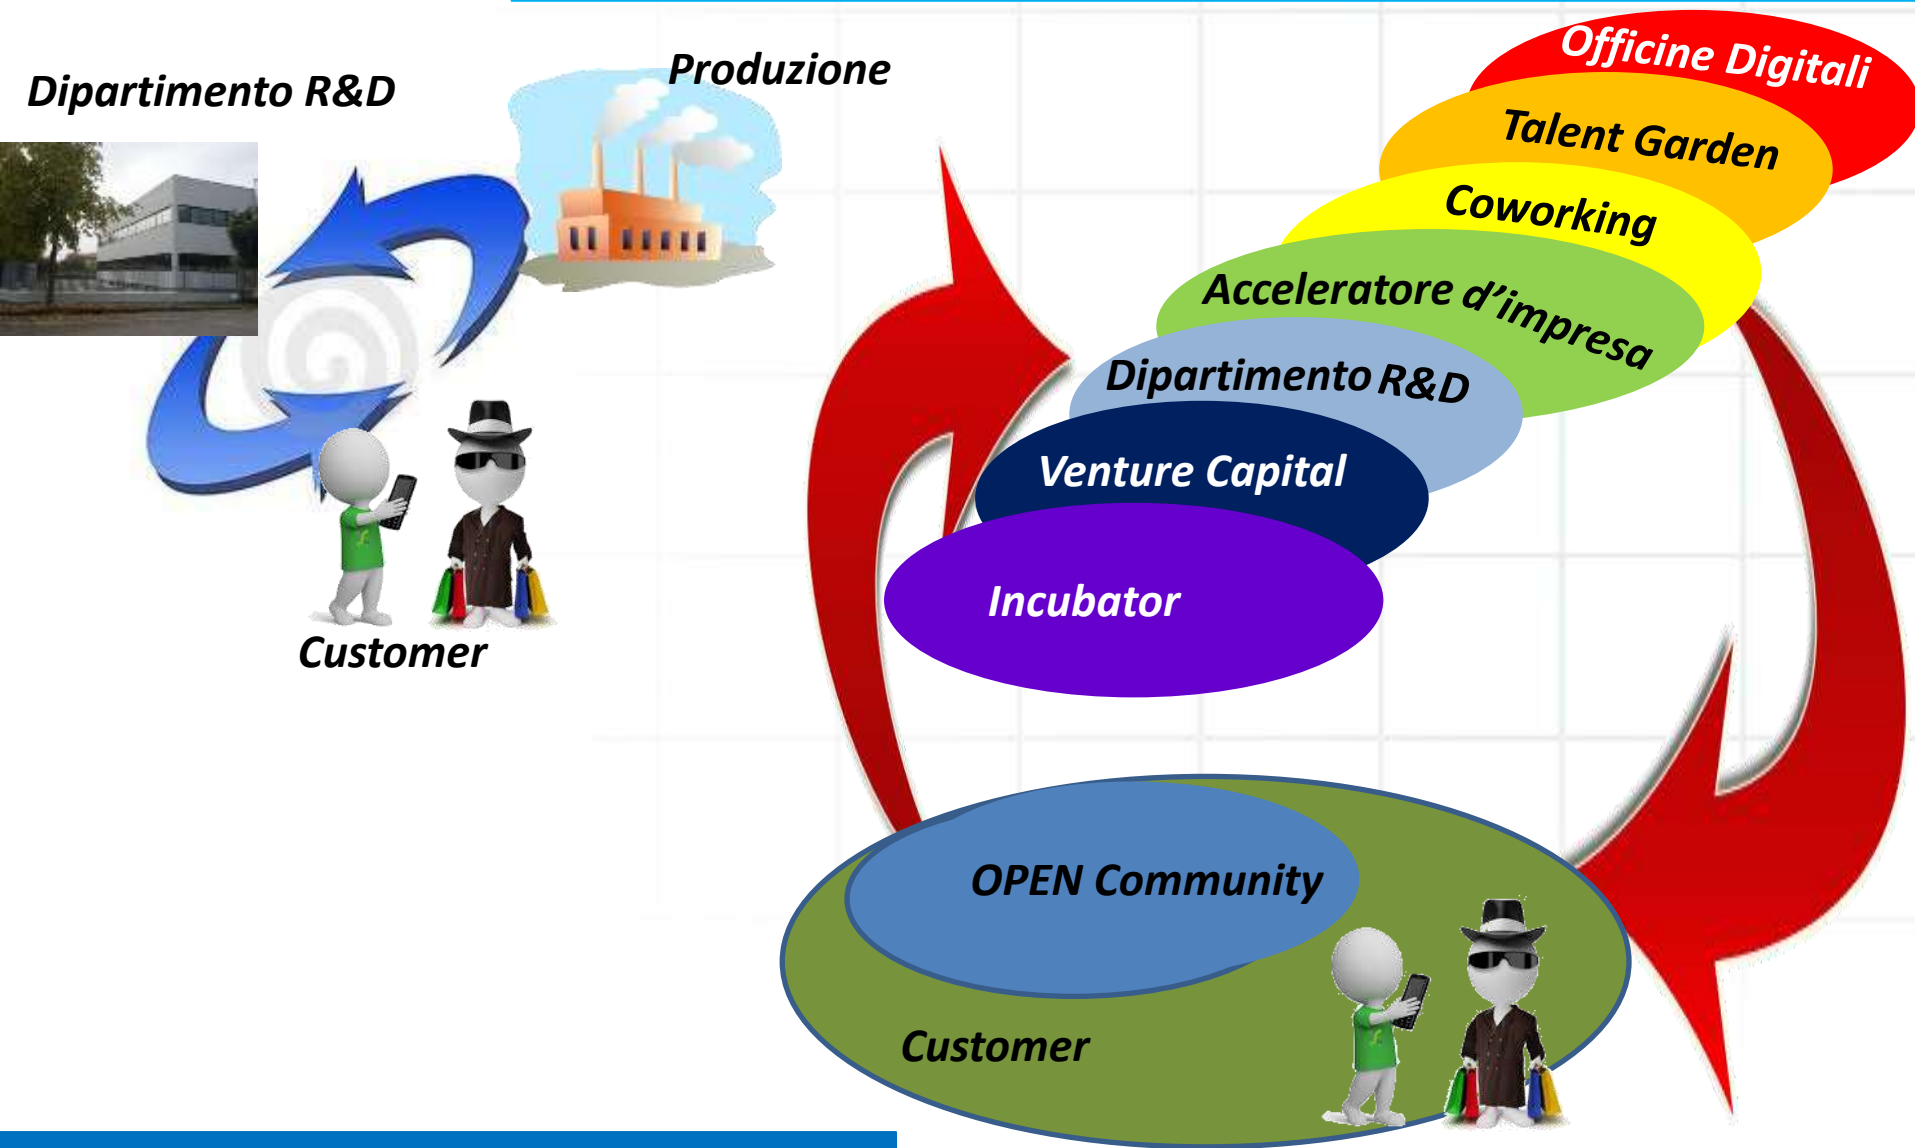 Dipartimento R&D
Produzione
Customer
Officine Digitali
Talent Garden
Coworking
Acceleratore d’impresa
Dipartimento R&D
Venture Capital
Incubator
OPEN Community
Customer